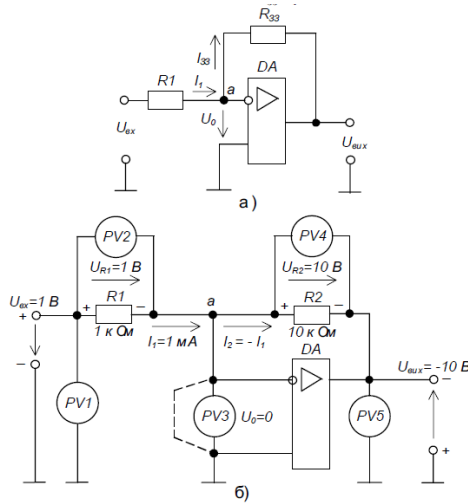 R33
I33
DA
R1
I1
a
Uвх
U0
Uвих
а)
PV2
PV4
UR1=1 В
UR2=10 В
Uвх=1 В
+
R1
−
a
+
R2
−
+
1 к Ом
10 к Ом
I1=1 мА
I2= - I1
DA
Uвих= -10 В
−
−
PV1
PV3
U0=0
PV5
+
б)